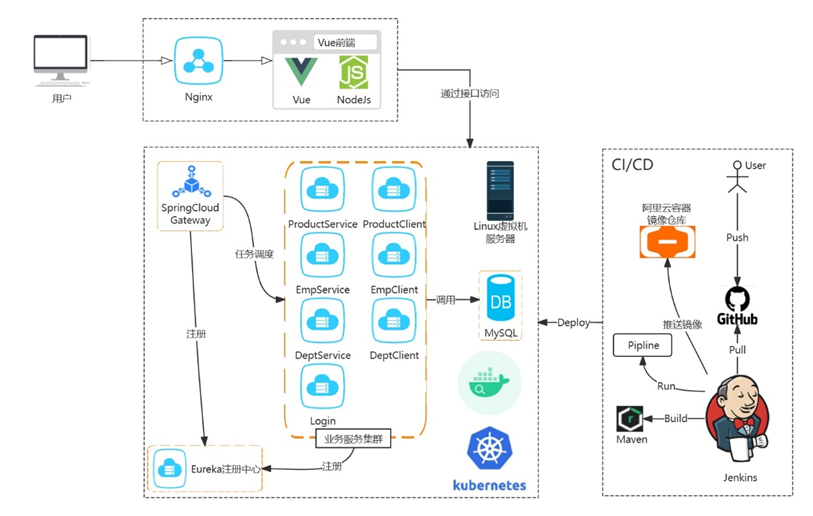 用户
Nginx
Vue前端
Vue
NodeJs
JS
通过接口访问
SpringCloud
Gateway
任务调度
注册
ProductService
ProductClient
EmpService
EmpClient
DeptService
DeptClient
Login
业务服务集群
注册
Eureka注册中心
调用
Linux虚拟机
服务器
DB
MySQL
kubernetes
Deploy
CI/CD
User
阿里云容器
镜像仓库
Push
GitHub
推送镜像
Pipline
Pull
Run
Build
r
Maven
Jenkins